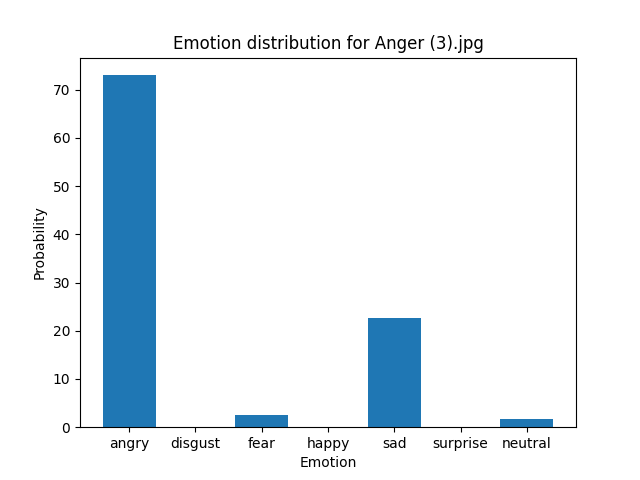 Emotion distribution for Anger (3).jpg
Probability
70
60
50
40
30
20
10
0
angry disgust fear happy sad surprise neutral
Emotion